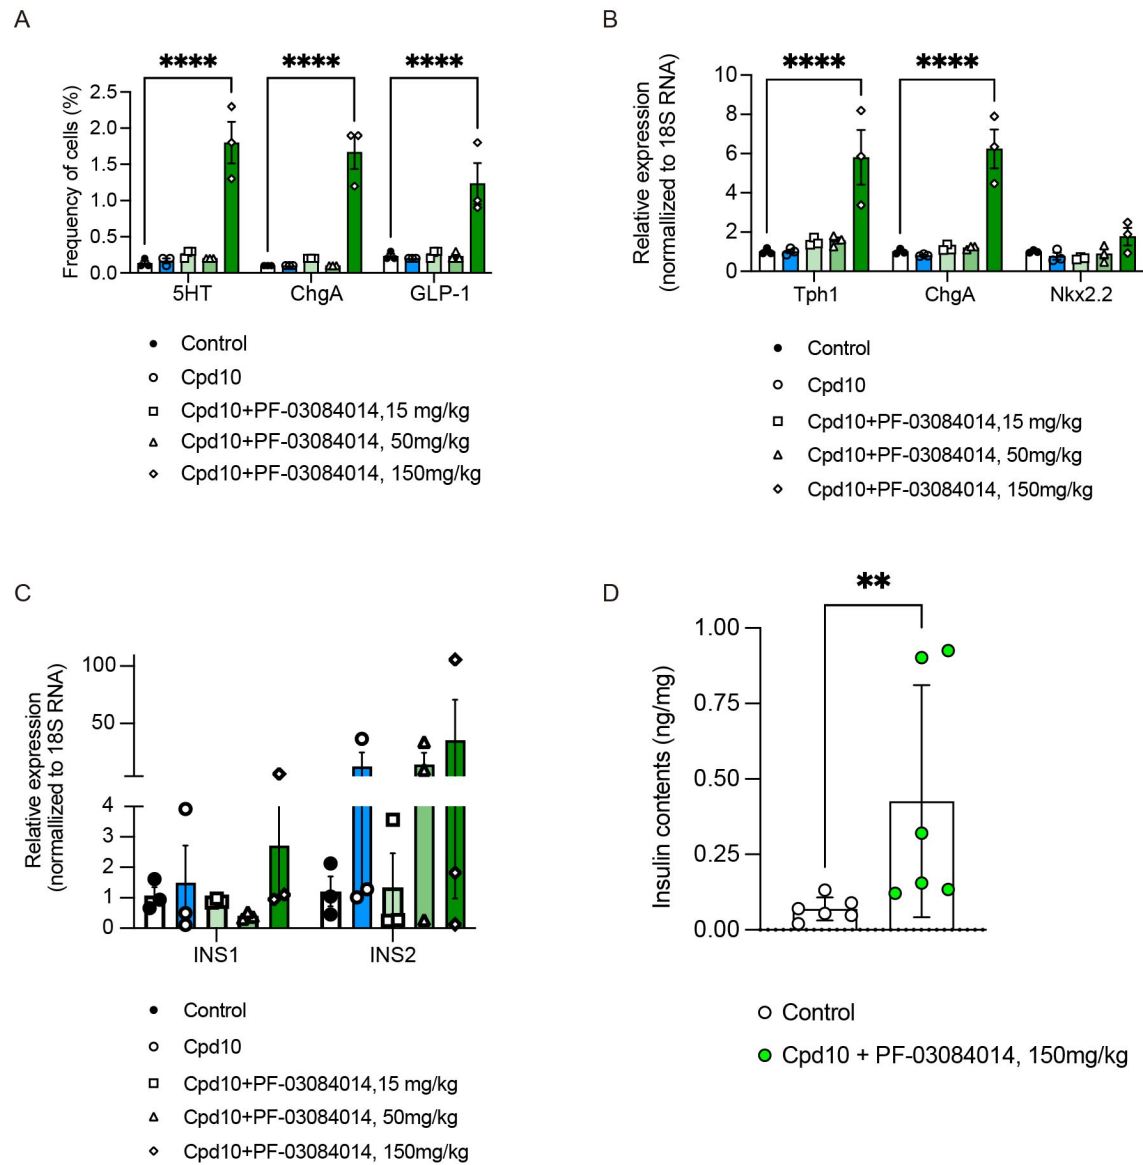 A
**** **** ****
Frequency of cells (%)
2.5
2.0
1.5
1.0
0.5
0.0
5HT ChgA GLP-1
Control
Cpd10
Cpd10+PF-03084014,15 mg/kg
Cpd10+PF-03084014, 50mg/kg
Cpd10+PF-03084014, 150mg/kg
B
**** ****
Relative expression
(normallized to 18S RNA)
10
8
6
4
2
0
Tph1 ChgA Nkx2.2
Control
Cpd10
Cpd10+PF-03084014,15 mg/kg
Cpd10+PF-03084014, 50mg/kg
Cpd10+PF-03084014, 150mg/kg
C
Relative expression
(normallized to 18S RNA)
100
50
4
3
2
1
0
INS1 INS2
Control
Cpd10
Cpd10+PF-03084014,15 mg/kg
Cpd10+PF-03084014, 50mg/kg
Cpd10+PF-03084014, 150mg/kg
D
**
Insulin contents (ng/mg)
1.00
0.75
0.50
0.25
0.00
Control
Cpd10 + PF-03084014, 150mg/kg